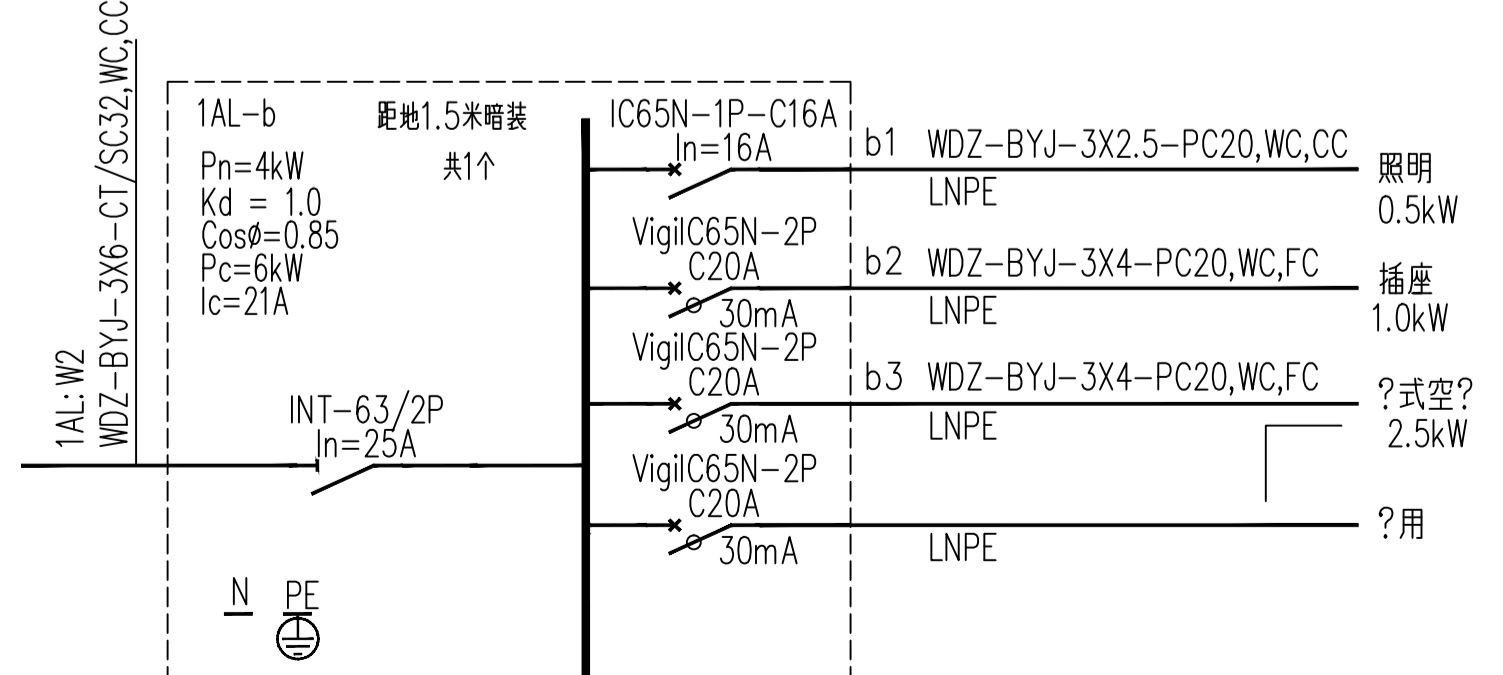 1AL: W2
WDZ-BYJ-3X6-CT/SC32,WC,CC
1AL-b
距地1.5米暗装
共1个
Pn=4kW
Kd = 1.0
Cosø=0.85
Pc=6kW
Ic=21A
INT-63/2P
In=25A
N PE
IC65N-1P-C16A
In=16A
b1 WDZ-BYJ-3X2.5-PC20,WC,CC
LNPE
照明
0.5kW
VigiIC65N-2P
C20A
30mA
b2 WDZ-BYJ-3X4-PC20,WC,FC
LNPE
插座
1.0kW
VigiIC65N-2P
C20A
30mA
b3 WDZ-BYJ-3X4-PC20,WC,FC
LNPE
?式空?
2.5kW
VigiIC65N-2P
C20A
30mA
LNPE
?用